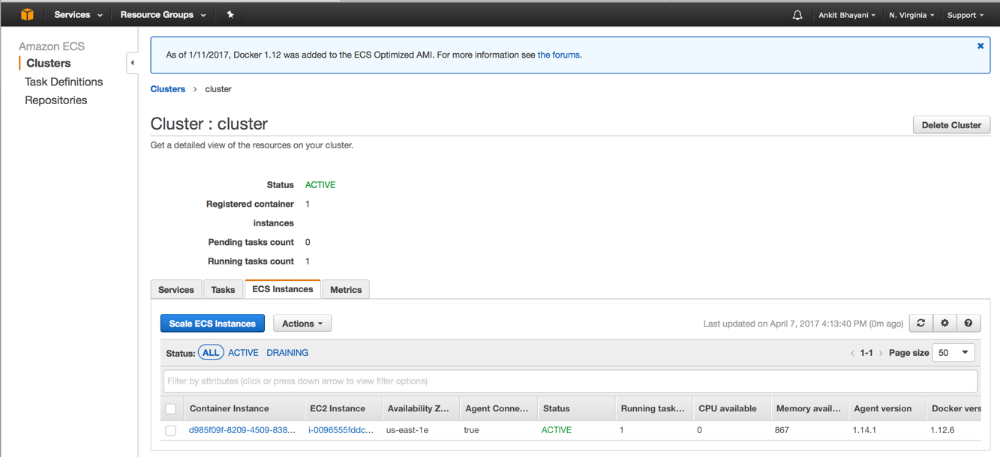 Services Resource Groups Ankit Bhayani N. Virginia Support
Amazon ECS
Clusters
Task Definitions
Repositories
As of 1/11/2017, Docker 1.12 was added to the ECS Optimized AMI. For more information see the forums.
Clusters > cluster
Cluster : cluster
Delete Cluster
Get a detailed view of the resources on your cluster.
Status ACTIVE
Registered container 1
instances
Pending tasks count 0
Running tasks count 1
Services Tasks ECS Instances Metrics
Scale ECS Instances Actions Last updated on April 7, 2017 4:13:40 PM (0m ago)
Status: ALL ACTIVE DRAINING < 1-1 > Page size 50
Filter by attributes (click or press down arrow to view filter options)
Container Instance EC2 Instance Availability Z... Agent Conne... Status Running task... CPU available Memory avail... Agent version Docker vers
d985f09f-8209-4509-838... i-0096555fddc... us-east-1e true ACTIVE 1 0 867 1.14.1 1.12.6